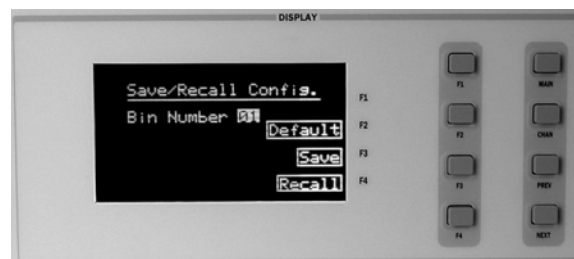 DISPLAY
Save/Recall Config.
Bin Number 01
Default
Save
Recall
F1
F2
F3
F4
F1
MAIN
F2
CHAN
F3
PREV
F4
NEXT